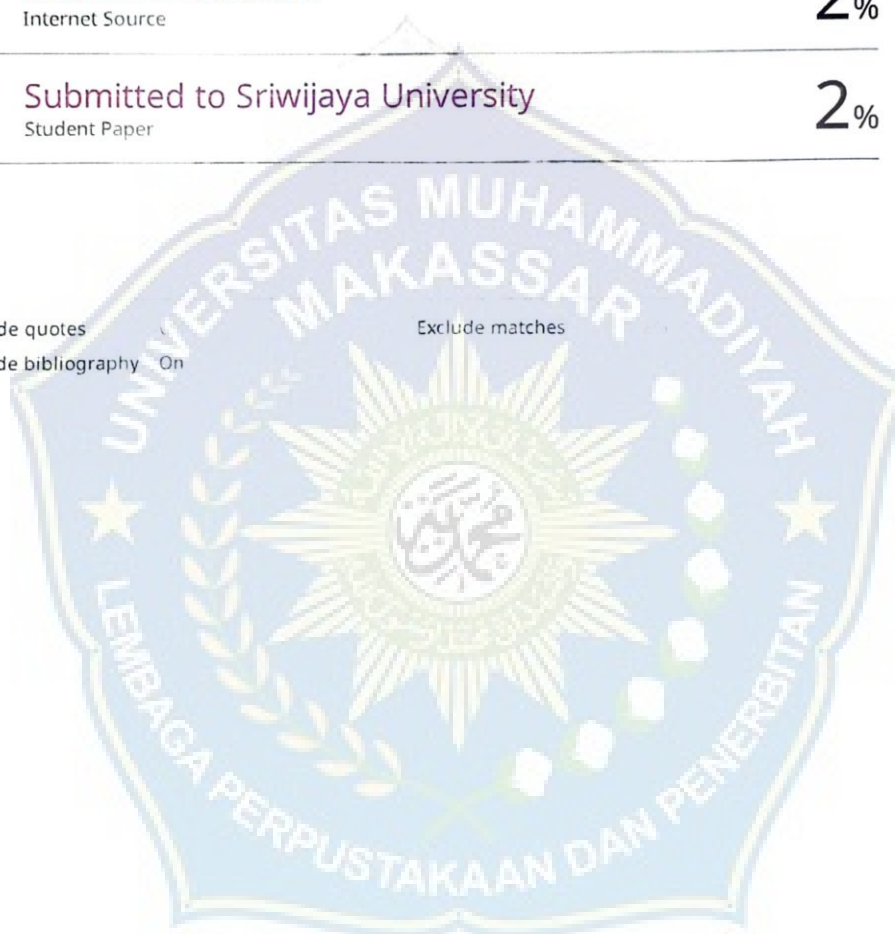 Internet Source
2%
Submitted to Sriwijaya University
2%
Student Paper
de quotes
Exclude matches
de bibliography On
UNIVERSITAS MUHAMMADIYAH
MAKASSAR
LEMBAGA PERPUSTAKAAN DAN PENERBITAN